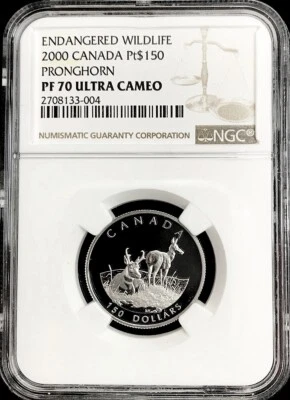 ENDANGERED WILDLIFE
2000 CANADA Pt$150
PRONGHORN
PF 70 ULTRA CAMEO
2708133-004
NUMISMATIC GUARANTY CORPORATION
NGC
CANADA
150 DOLLARS